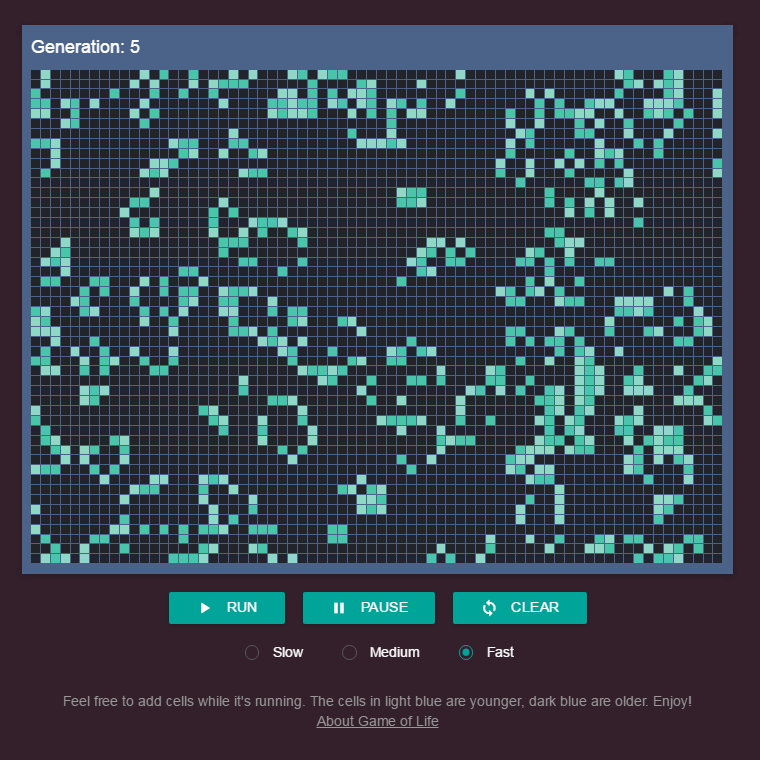 Generation: 5
RUN PAUSE CLEAR
Slow Medium Fast
Feel free to add cells while it's running. The cells in light blue are younger, dark blue are older. Enjoy!
About Game of Life